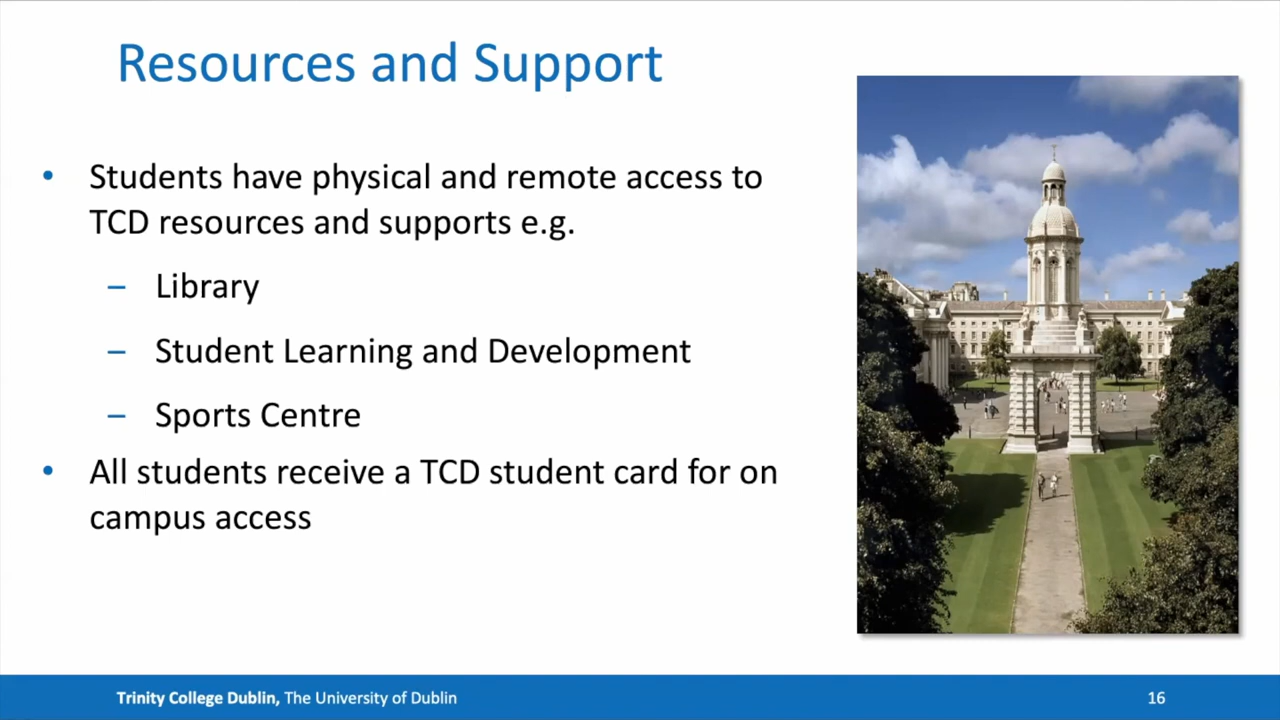 Resources and Support
• Students have physical and remote access to
TCD resources and supports e.g.
– Library
– Student Learning and Development
– Sports Centre
• All students receive a TCD student card for on
campus access
Trinity College Dublin, The University of Dublin
16